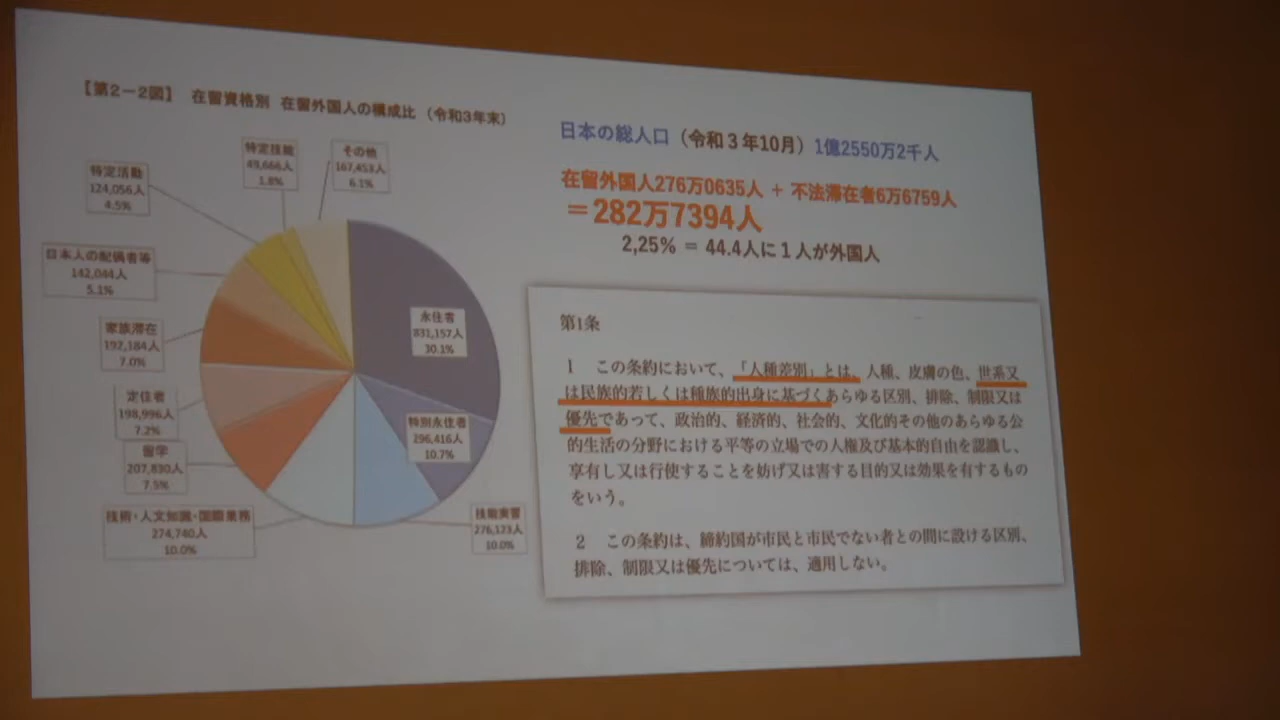 【第2－2図】 在留資格別 在留外国人の構成比（令和3年末）
特定技能
49,666人
1.8%
その他
167,453人
6.1%
特定活動
124,056人
4.5%
日本人の配偶者等
142,044人
5.1%
家族滞在
192,184人
7.0%
定住者
198,996人
7.2%
留学
207,830人
7.5%
技術・人文知識・国際業務
274,740人
10.0%
技能実習
276,123人
10.0%
特別永住者
296,416人
10.7%
永住者
831,157人
30.1%
日本の総人口（令和３年10月）1億2550万2千人
在留外国人276万0635人 ＋ 不法滞在者6万6759人
＝282万7394人
2,25% ＝ 44.4人に１人が外国人
第1条
1 この条約において、「人種差別」とは、人種、皮膚の色、世系又
は民族的若しくは種族的出身に基づくあらゆる区別、排除、制限又は
優先であって、政治的、経済的、社会的、文化的その他のあらゆる公
的生活の分野における平等の立場での人権及び基本的自由を認識し、
享有し又は行使することを妨げ又は害する目的又は効果を有するもの
をいう。
2 この条約は、締約国が市民と市民でない者との間に設ける区別、
排除、制限又は優先については、適用しない。